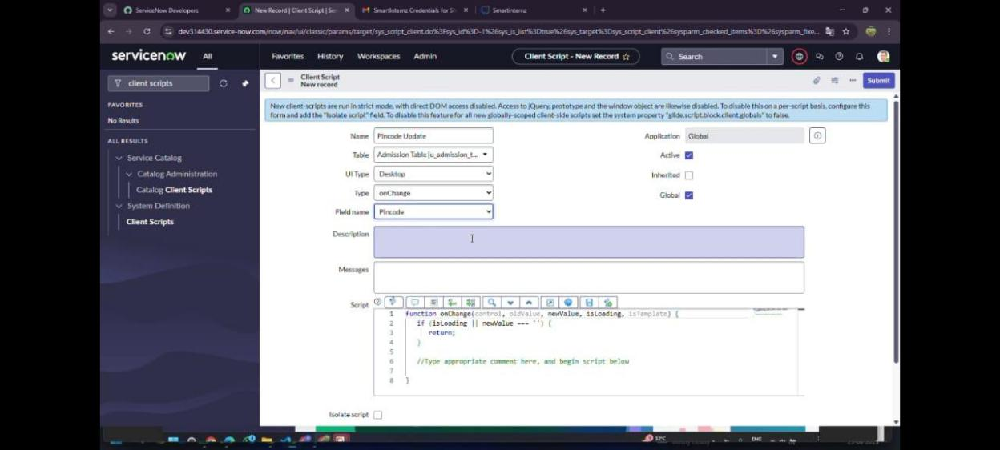 ServiceNow Developers
New Record | Client Script | Ser
SmartInternz Credentials for St
Smartinternz
dev314430.service-now.com/now/nav/ui/classic/params/target/sys_script_client.do%3Fsys_id%3D-1%26sys_is_list%3Dtrue%26sys_target%3Dsys_script_client%26sysparm_checked_items%3D%26sysparm_fixe...
servicenow All Favorites History Workspaces Admin Client Script - New Record Search
client scripts
Client Script
New record
Submit
FAVORITES
No Results
ALL RESULTS
Service Catalog
Catalog Administration
Catalog Client Scripts
System Definition
Client Scripts
New client-scripts are run in strict mode, with direct DOM access disabled. Access to jQuery, prototype and the window object are likewise disabled. To disable this on a per-script basis, configure this
form and add the "Isolate script" field. To disable this feature for all new globally-scoped client-side scripts set the system property "glide.script.block.client.globals" to false.
Name Pincode Update Application Global
Table Admission Table [u_admission_t... Active
UI Type Desktop Inherited
Type onChange Global
Field name Pincode
Description
Messages
Script
1 function onChange(control, oldValue, newValue, isLoading, isTemplate) {
2 if (isLoading || newValue === '') {
3 return;
4 }
5
6 //Type appropriate comment here, and begin script below
7
8 }
Isolate script
32°C
ENG